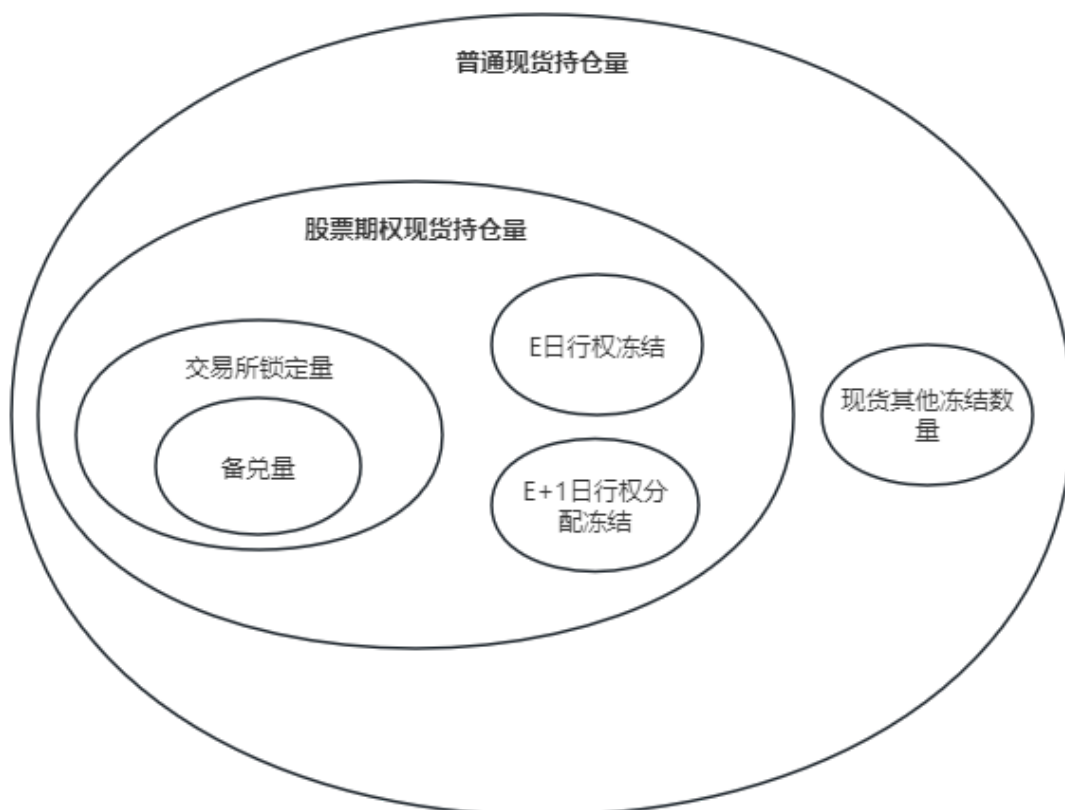 普通现货持仓量
股票期权现货持仓量
E日行权冻结
交易所锁定量
现货其他冻结数
量
备兑量
E+1日行权分
配冻结